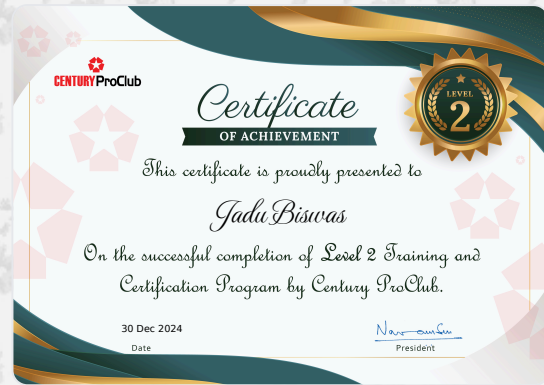 CENTURY ProClub
LEVEL
2
Certificate
OF ACHIEVEMENT
This certificate is proudly presented to
Jadu Biswas
On the successful completion of Level 2 Training and
Certification Program by Century ProClub.
30 Dec 2024
Date
President